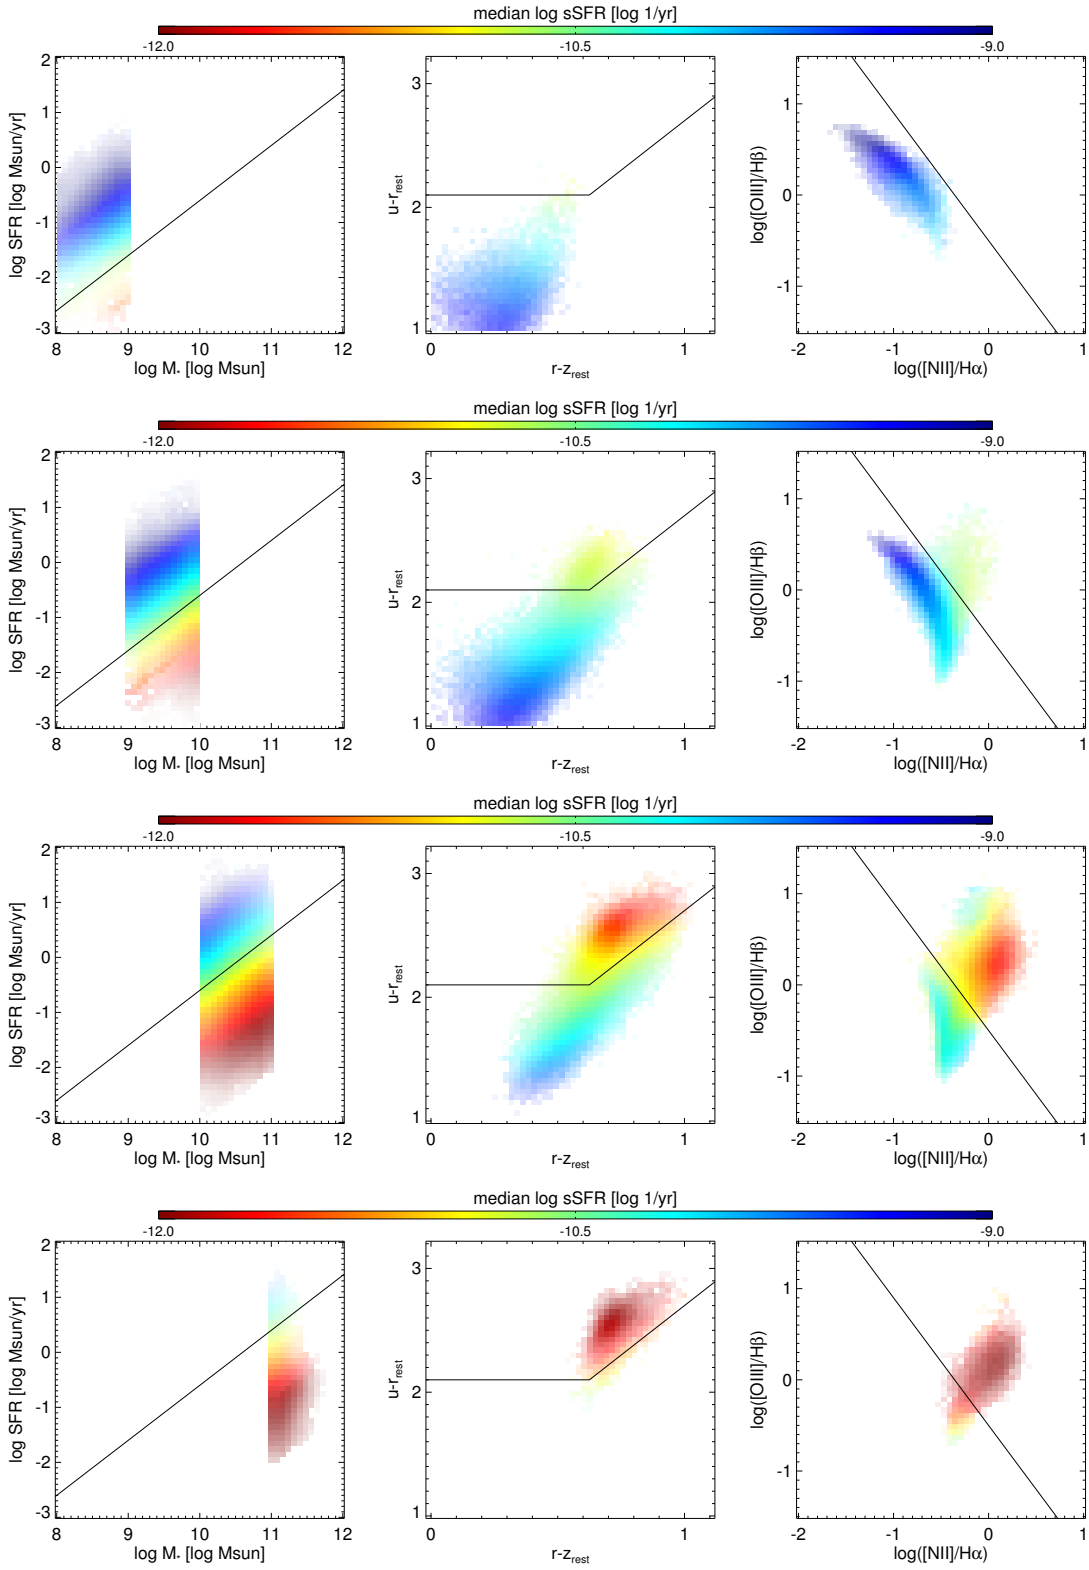 median log sSFR [log 1/yr]
-12.0 -10.5 -9.0
2 1 0 -1 -2 -3
log SFR [log Msun/yr]
8 9 10 11 12
log M* [log Msun]
3 2 1
u-r_rest
0 1
r-z_rest
1 0 -1
log([OIII]/Hβ)
-2 -1 0 1
log([NII]/Hα)
median log sSFR [log 1/yr]
-12.0 -10.5 -9.0
2 1 0 -1 -2 -3
log SFR [log Msun/yr]
8 9 10 11 12
log M* [log Msun]
3 2 1
u-r_rest
0 1
r-z_rest
1 0 -1
log([OIII]/Hβ)
-2 -1 0 1
log([NII]/Hα)
median log sSFR [log 1/yr]
-12.0 -10.5 -9.0
2 1 0 -1 -2 -3
log SFR [log Msun/yr]
8 9 10 11 12
log M* [log Msun]
3 2 1
u-r_rest
0 1
r-z_rest
1 0 -1
log([OIII]/Hβ)
-2 -1 0 1
log([NII]/Hα)
median log sSFR [log 1/yr]
-12.0 -10.5 -9.0
2 1 0 -1 -2 -3
log SFR [log Msun/yr]
8 9 10 11 12
log M* [log Msun]
3 2 1
u-r_rest
0 1
r-z_rest
1 0 -1
log([OIII]/Hβ)
-2 -1 0 1
log([NII]/Hα)